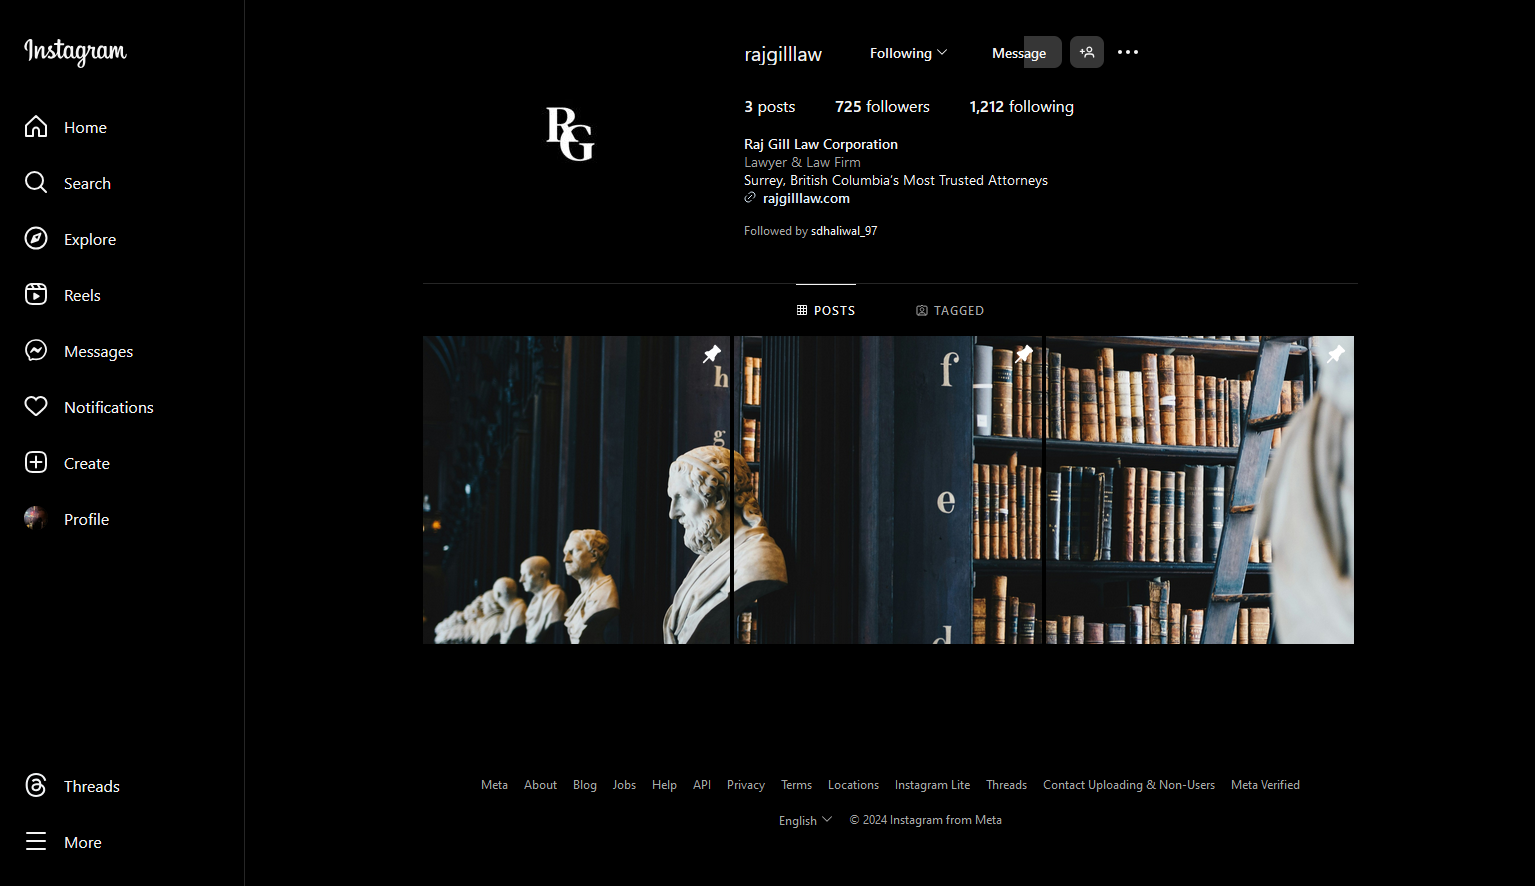 Instagram
Home
Search
Explore
Reels
Messages
Notifications
Create
Profile
Threads
More
rajgilllaw Following Message
3 posts 725 followers 1,212 following
RG
Raj Gill Law Corporation
Lawyer & Law Firm
Surrey, British Columbia's Most Trusted Attorneys
rajgilllaw.com
Followed by sdhaliwal_97
POSTS TAGGED
h
g
f
e
d
Meta About Blog Jobs Help API Privacy Terms Locations Instagram Lite Threads Contact Uploading & Non-Users Meta Verified
English © 2024 Instagram from Meta